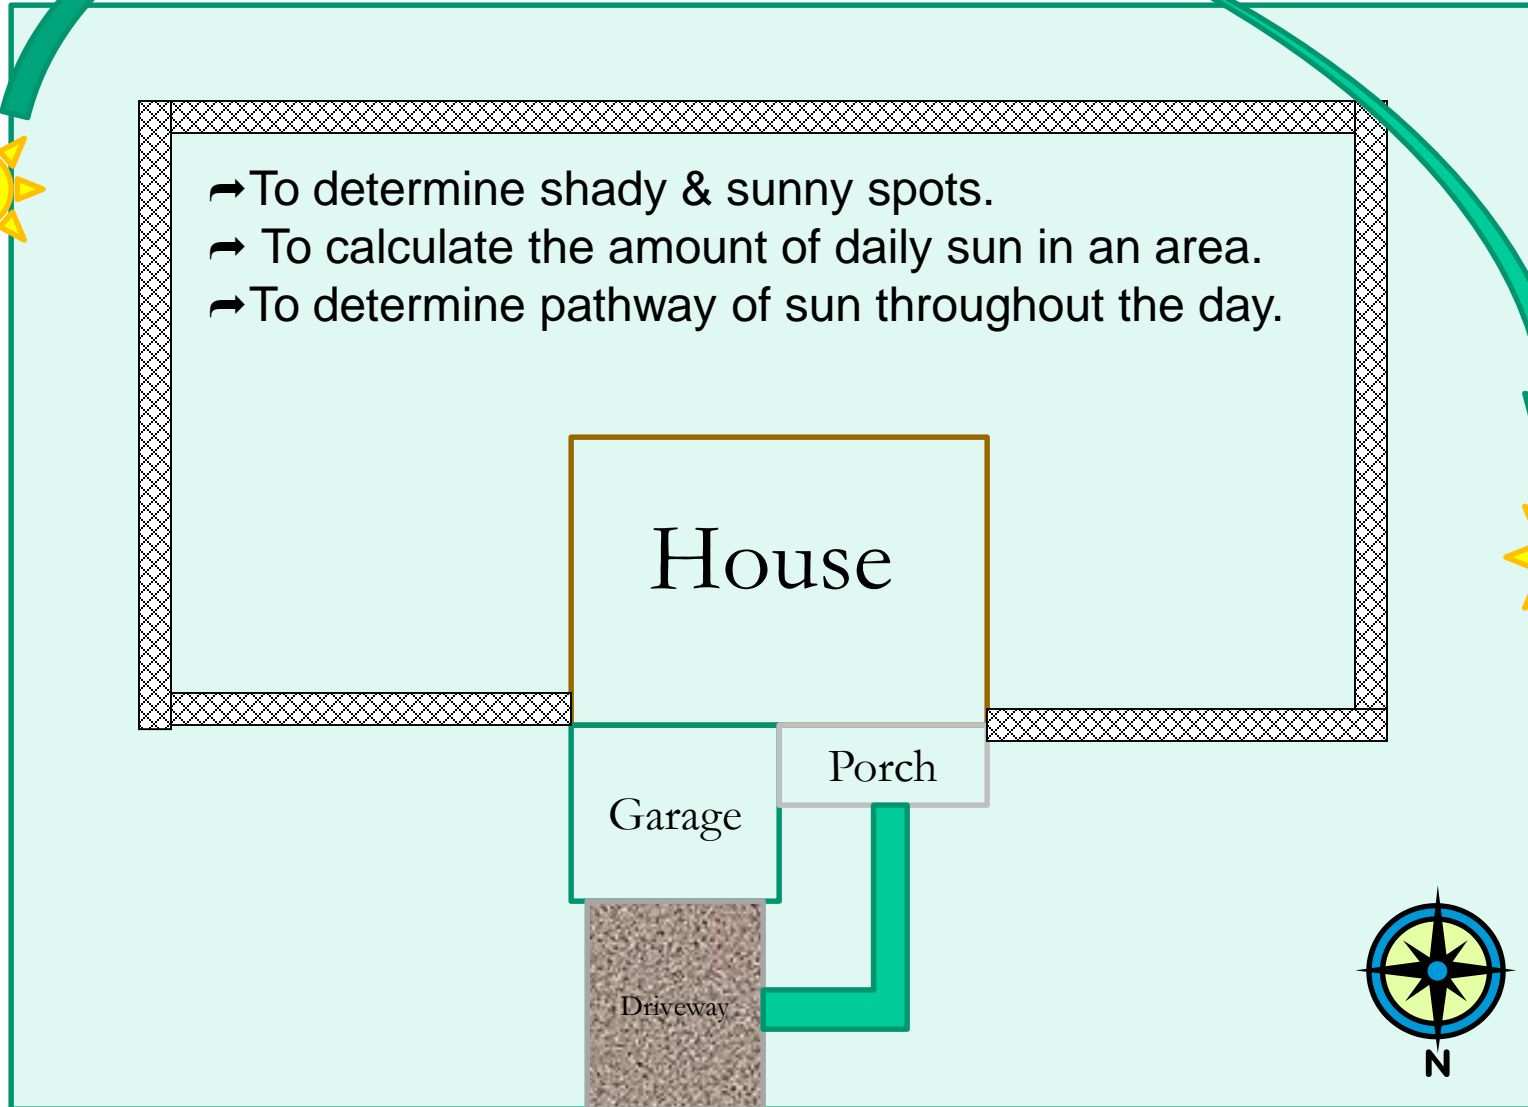 ➦To determine shady & sunny spots.
➦ To calculate the amount of daily sun in an area.
➦To determine pathway of sun throughout the day.
House
Porch
Garage
Driveway
N